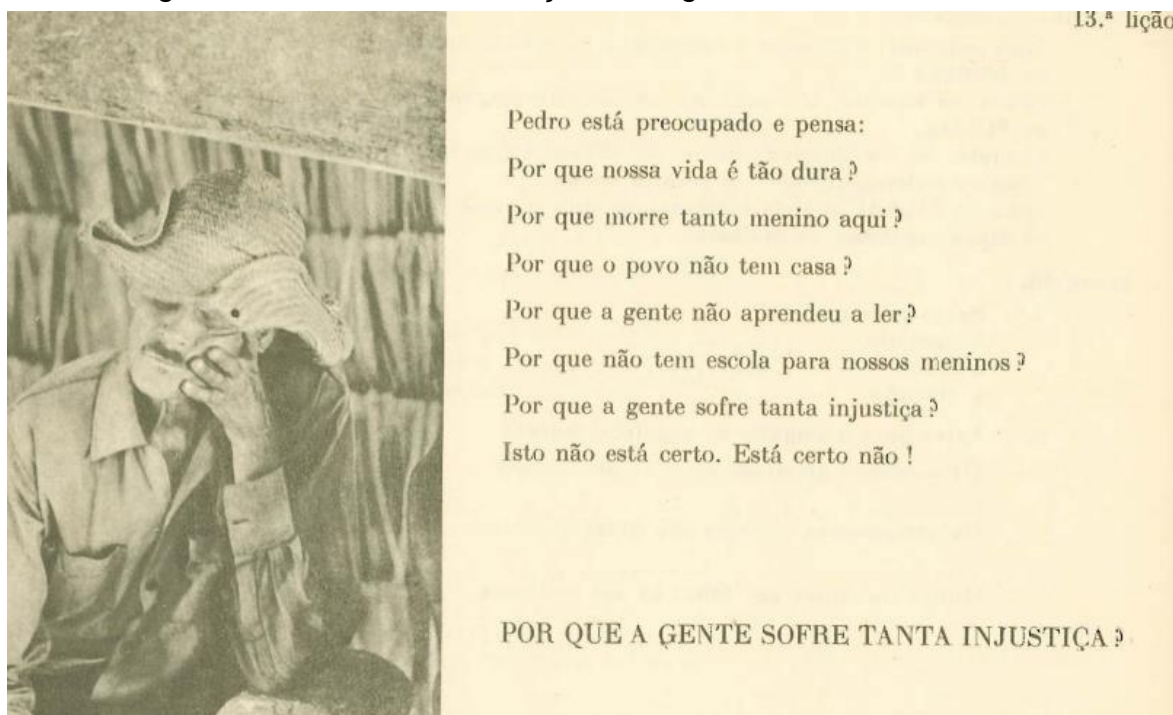 13.ª lição
Pedro está preocupado e pensa:
Por que nossa vida é tão dura ?
Por que morre tanto menino aqui ?
Por que o povo não tem casa ?
Por que a gente não aprendeu a ler ?
Por que não tem escola para nossos meninos ?
Por que a gente sofre tanta injustiça ?
Isto não está certo. Está certo não !
POR QUE A GENTE SOFRE TANTA INJUSTIÇA ?